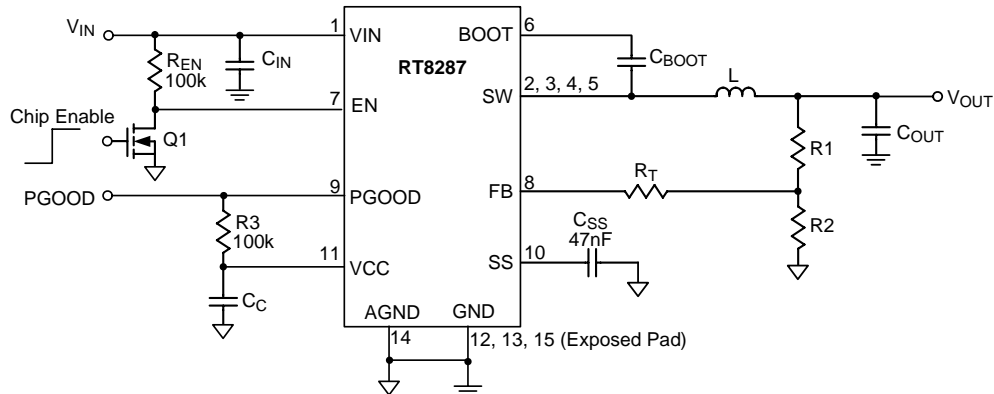 VIN
1
VIN
6
BOOT
RT8287
REN
100k
CIN
CBOOT
7
EN
SW
2, 3, 4, 5
L
VOUT
Chip Enable
Q1
COUT
R1
PGOOD
9
PGOOD
FB
8
RT
R3
100k
R2
CSS
47nF
11
VCC
SS
10
CC
AGND
GND
14
12, 13, 15 (Exposed Pad)